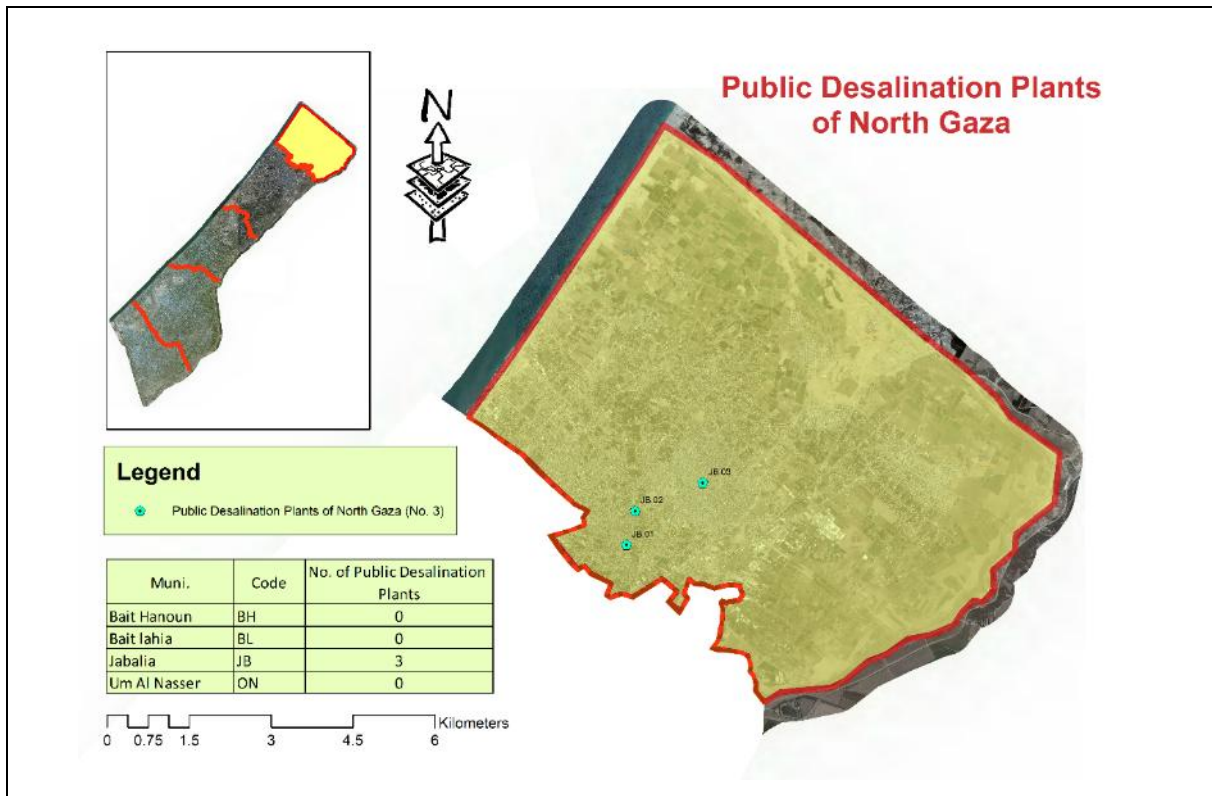 Public Desalination Plants
of North Gaza
N
JB.03
JB.02
JB.01
Legend
Public Desalination Plants of North Gaza (No. 3)
Muni. Code No. of Public Desalination
Plants
Bait Hanoun BH 0
Bait lahia BL 0
Jabalia JB 3
Um Al Nasser ON 0
Kilometers
0 0.75 1.5 3 4.5 6